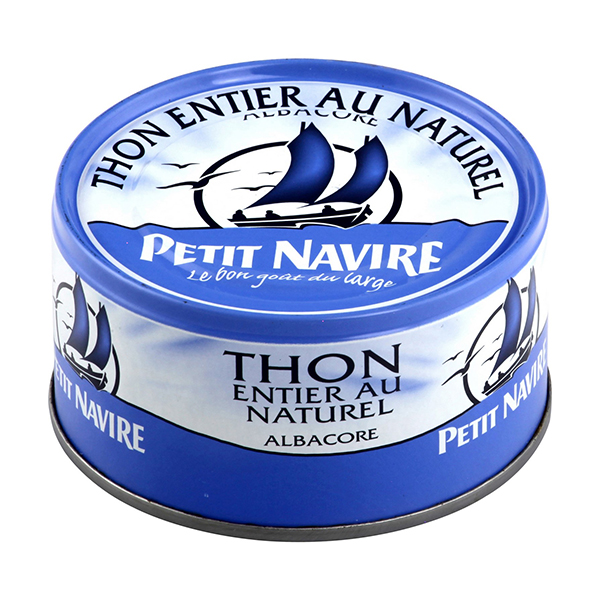 THON ENTIER AU NATUREL
ALBACORE
PETIT NAVIRE
Le bon goût du large
THON
ENTIER AU
NATUREL
ALBACORE
PETIT NAVIRE
PETIT NAVIRE